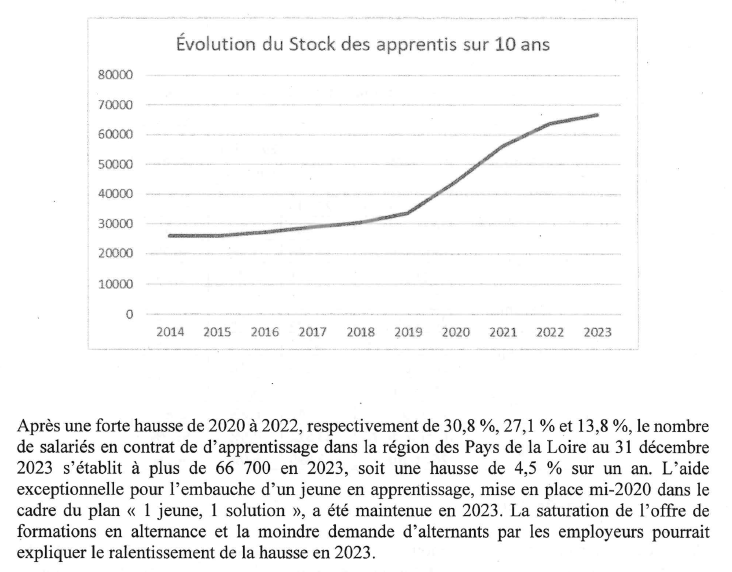 Évolution du Stock des apprentis sur 10 ans
80000
70000
60000
50000
40000
30000
20000
10000
0
2014 2015 2016 2017 2018 2019 2020 2021 2022 2023
Après une forte hausse de 2020 à 2022, respectivement de 30,8 %, 27,1 % et 13,8 %, le nombre
de salariés en contrat de d’apprentissage dans la région des Pays de la Loire au 31 décembre
2023 s’établit à plus de 66 700 en 2023, soit une hausse de 4,5 % sur un an. L’aide
exceptionnelle pour l’embauche d’un jeune en apprentissage, mise en place mi-2020 dans le
cadre du plan « 1 jeune, 1 solution », a été maintenue en 2023. La saturation de l’offre de
formations en alternance et la moindre demande d’alternants par les employeurs pourrait
expliquer le ralentissement de la hausse en 2023.